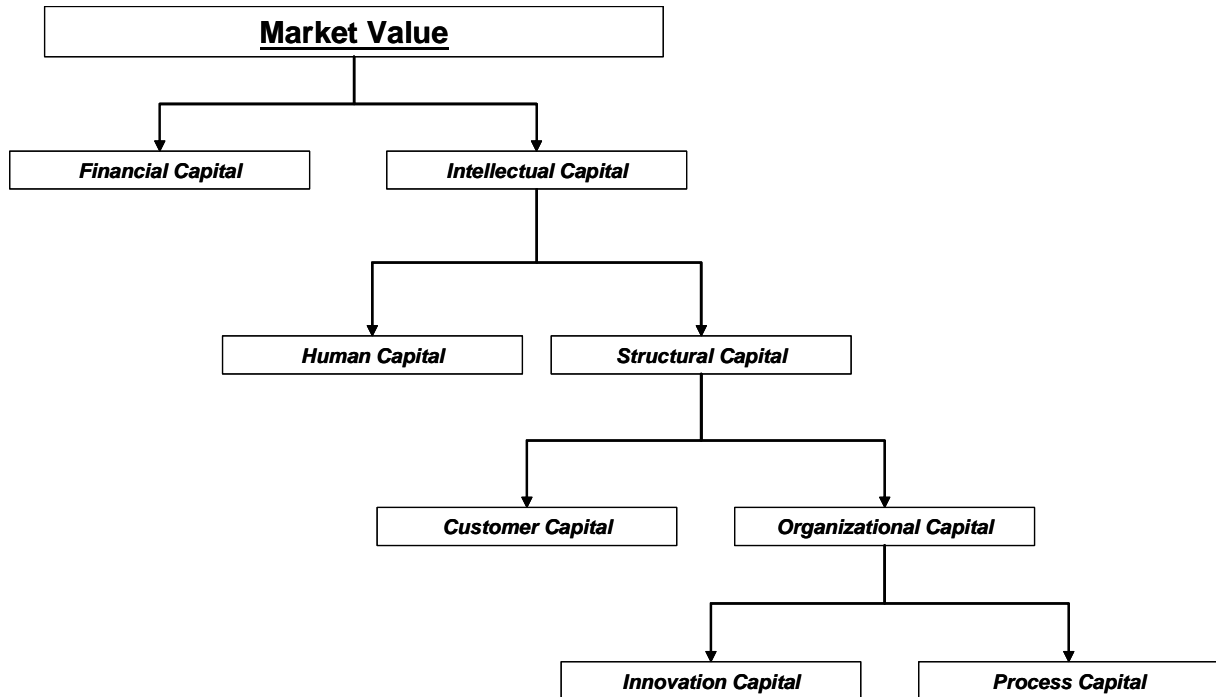 Market Value
Financial Capital
Intellectual Capital
Human Capital
Structural Capital
Customer Capital
Organizational Capital
Innovation Capital
Process Capital